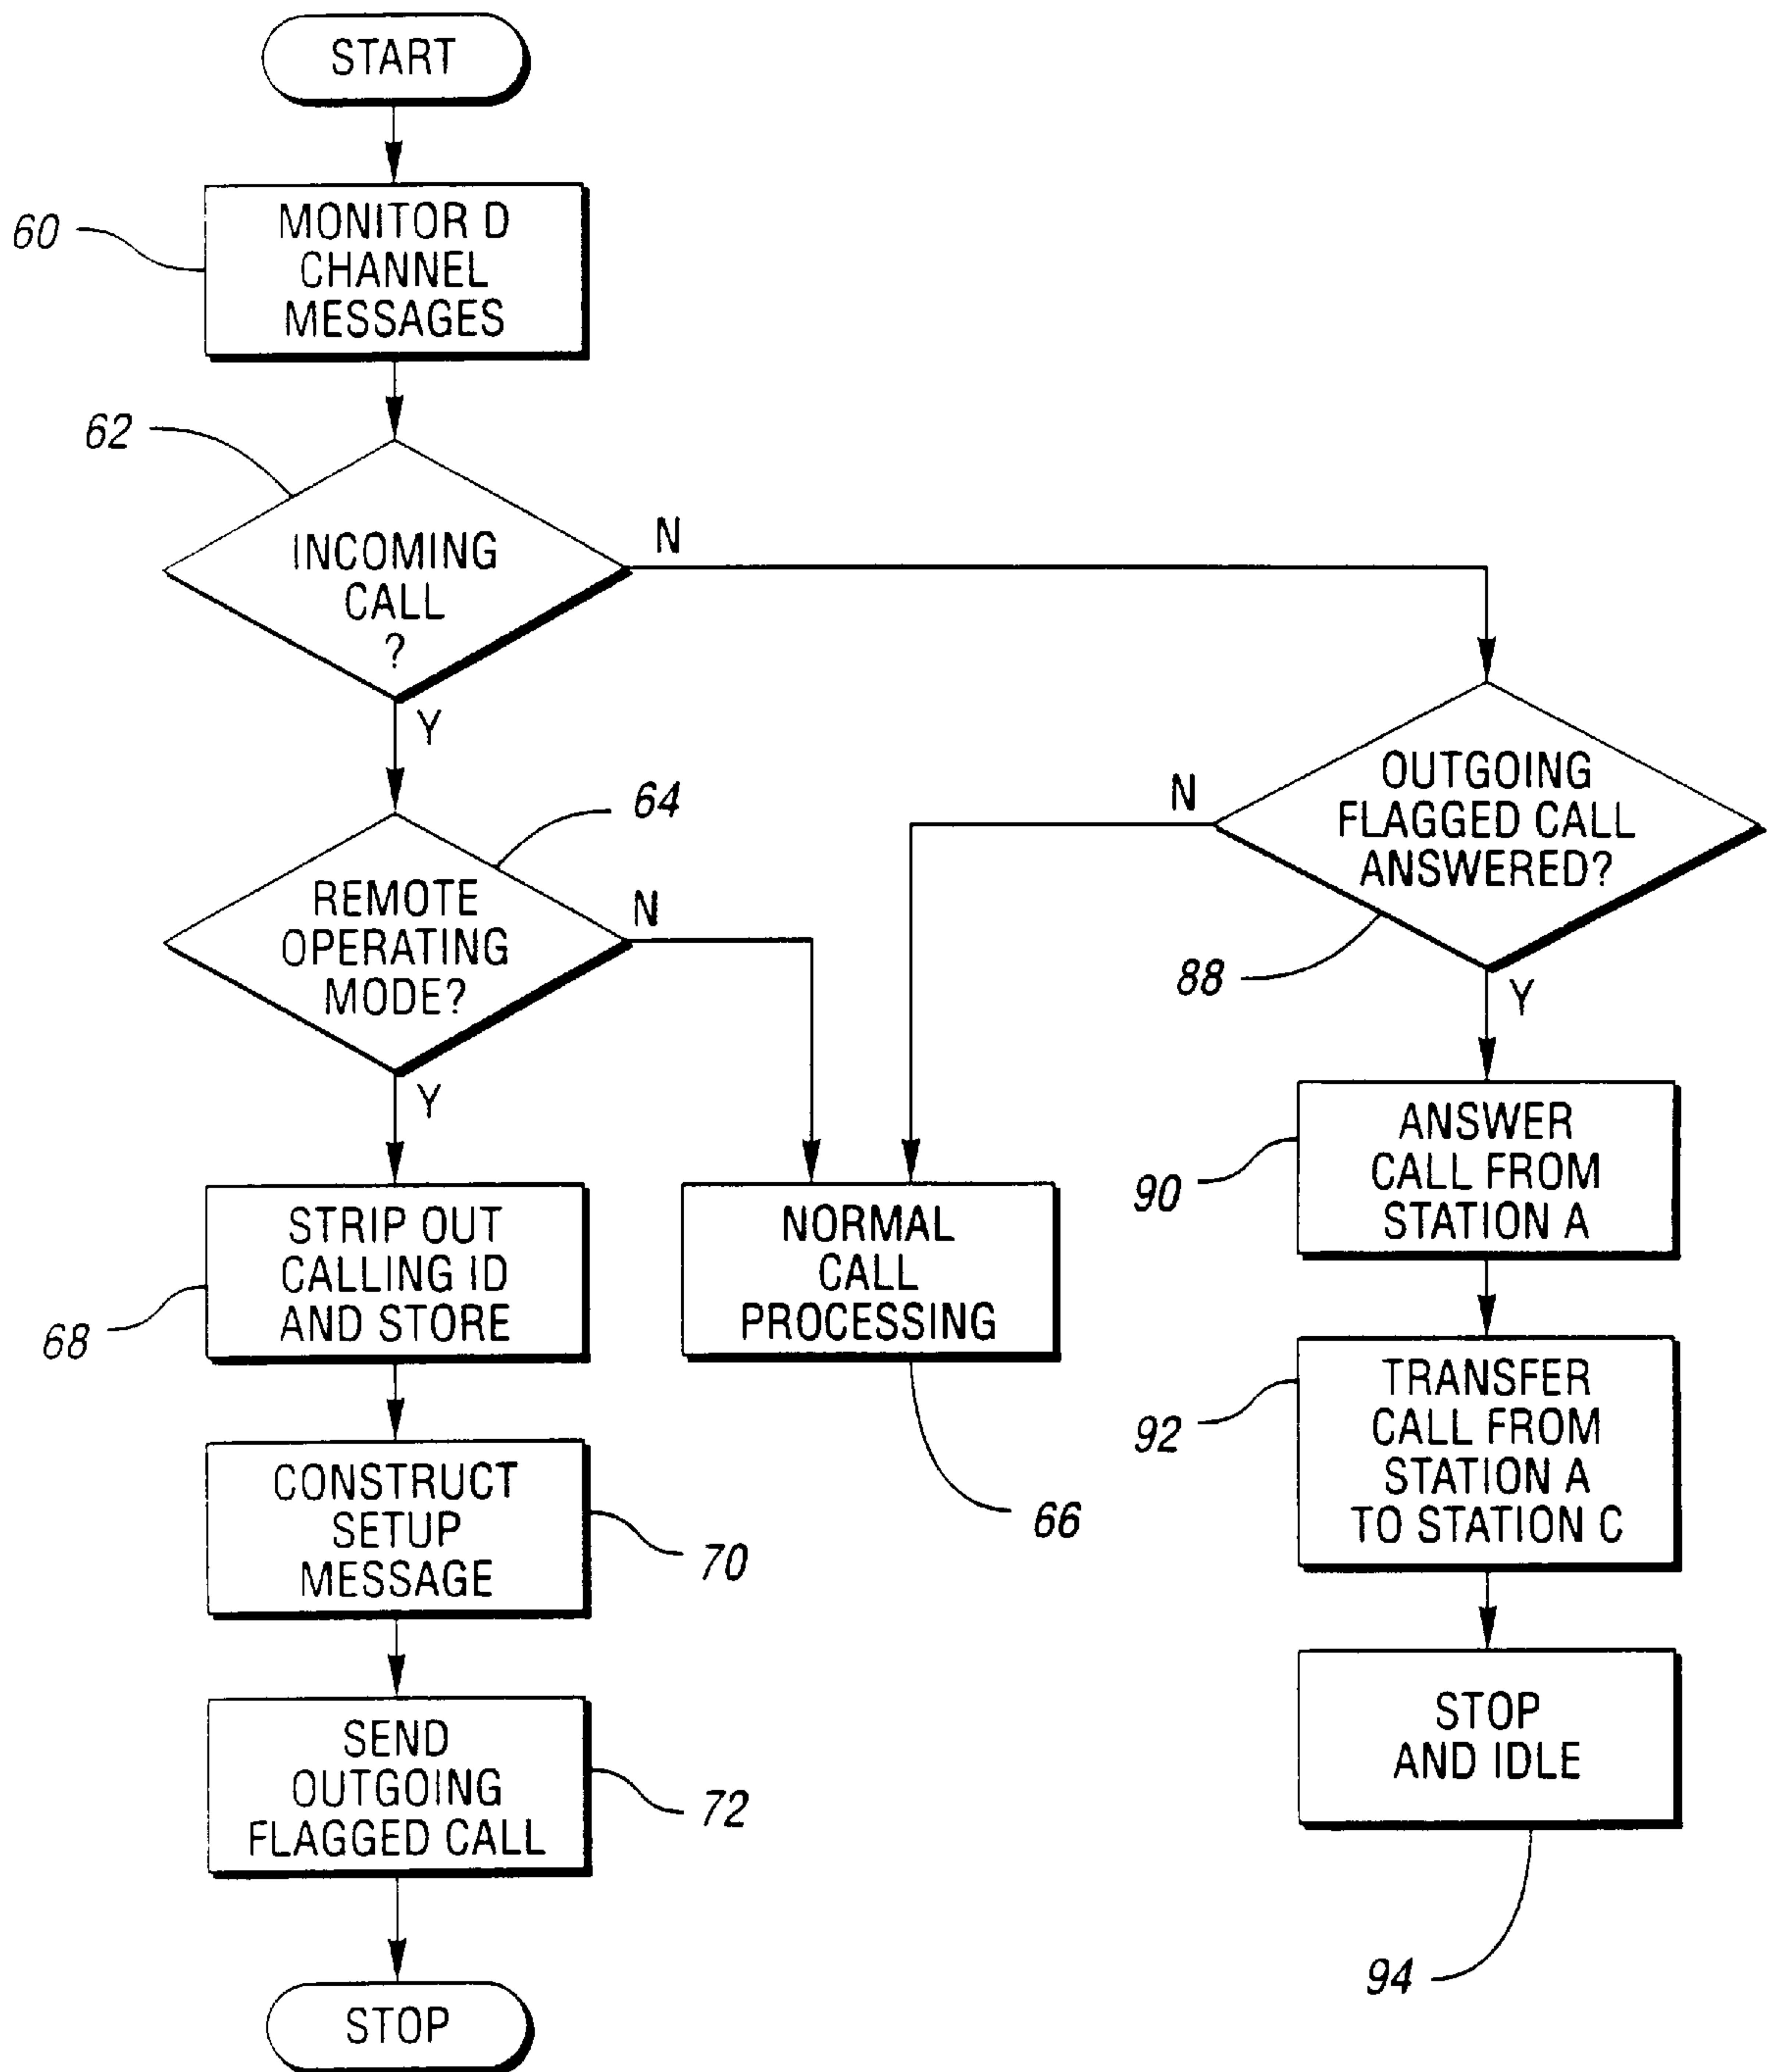 START
60
MONITOR D
CHANNEL
MESSAGES
62
INCOMING
CALL
?
N
Y
64
REMOTE
OPERATING
MODE?
N
Y
OUTGOING
FLAGGED CALL
ANSWERED?
N
88
Y
68
STRIP OUT
CALLING ID
AND STORE
NORMAL
CALL
PROCESSING
66
90
ANSWER
CALL FROM
STATION A
CONSTRUCT
SETUP
MESSAGE
70
92
TRANSFER
CALL FROM
STATION A
TO STATION C
SEND
OUTGOING
FLAGGED CALL
72
STOP
AND IDLE
94
STOP